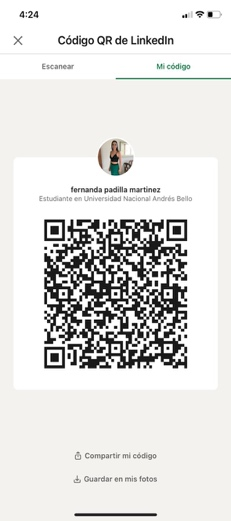 4:24
Código QR de LinkedIn
Escanear
Mi código
fernanda padilla martinez
Estudiante en Universidad Nacional Andrés Bello
Compartir mi código
Guardar en mis fotos